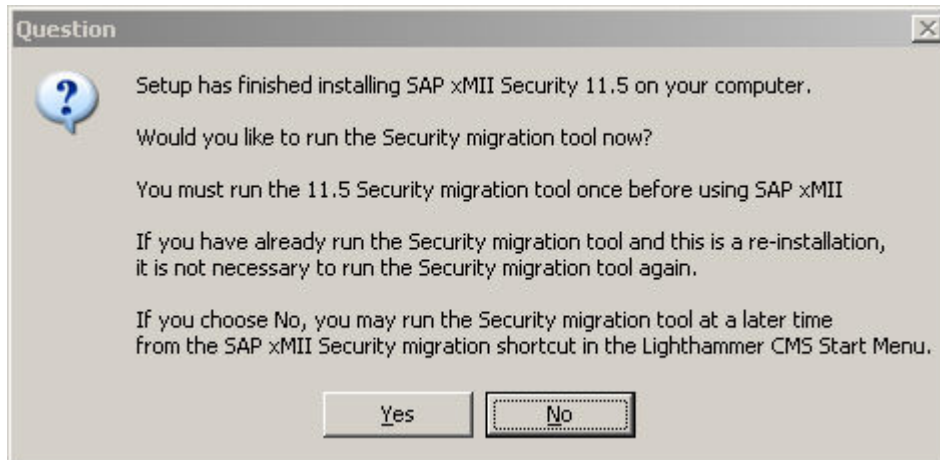 Question
Setup has finished installing SAP xMII Security 11.5 on your computer.
Would you like to run the Security migration tool now?
You must run the 11.5 Security migration tool once before using SAP xMII
If you have already run the Security migration tool and this is a re-installation,
it is not necessary to run the Security migration tool again.
If you choose No, you may run the Security migration tool at a later time
from the SAP xMII Security migration shortcut in the Lighthammer CMS Start Menu.
Yes
No